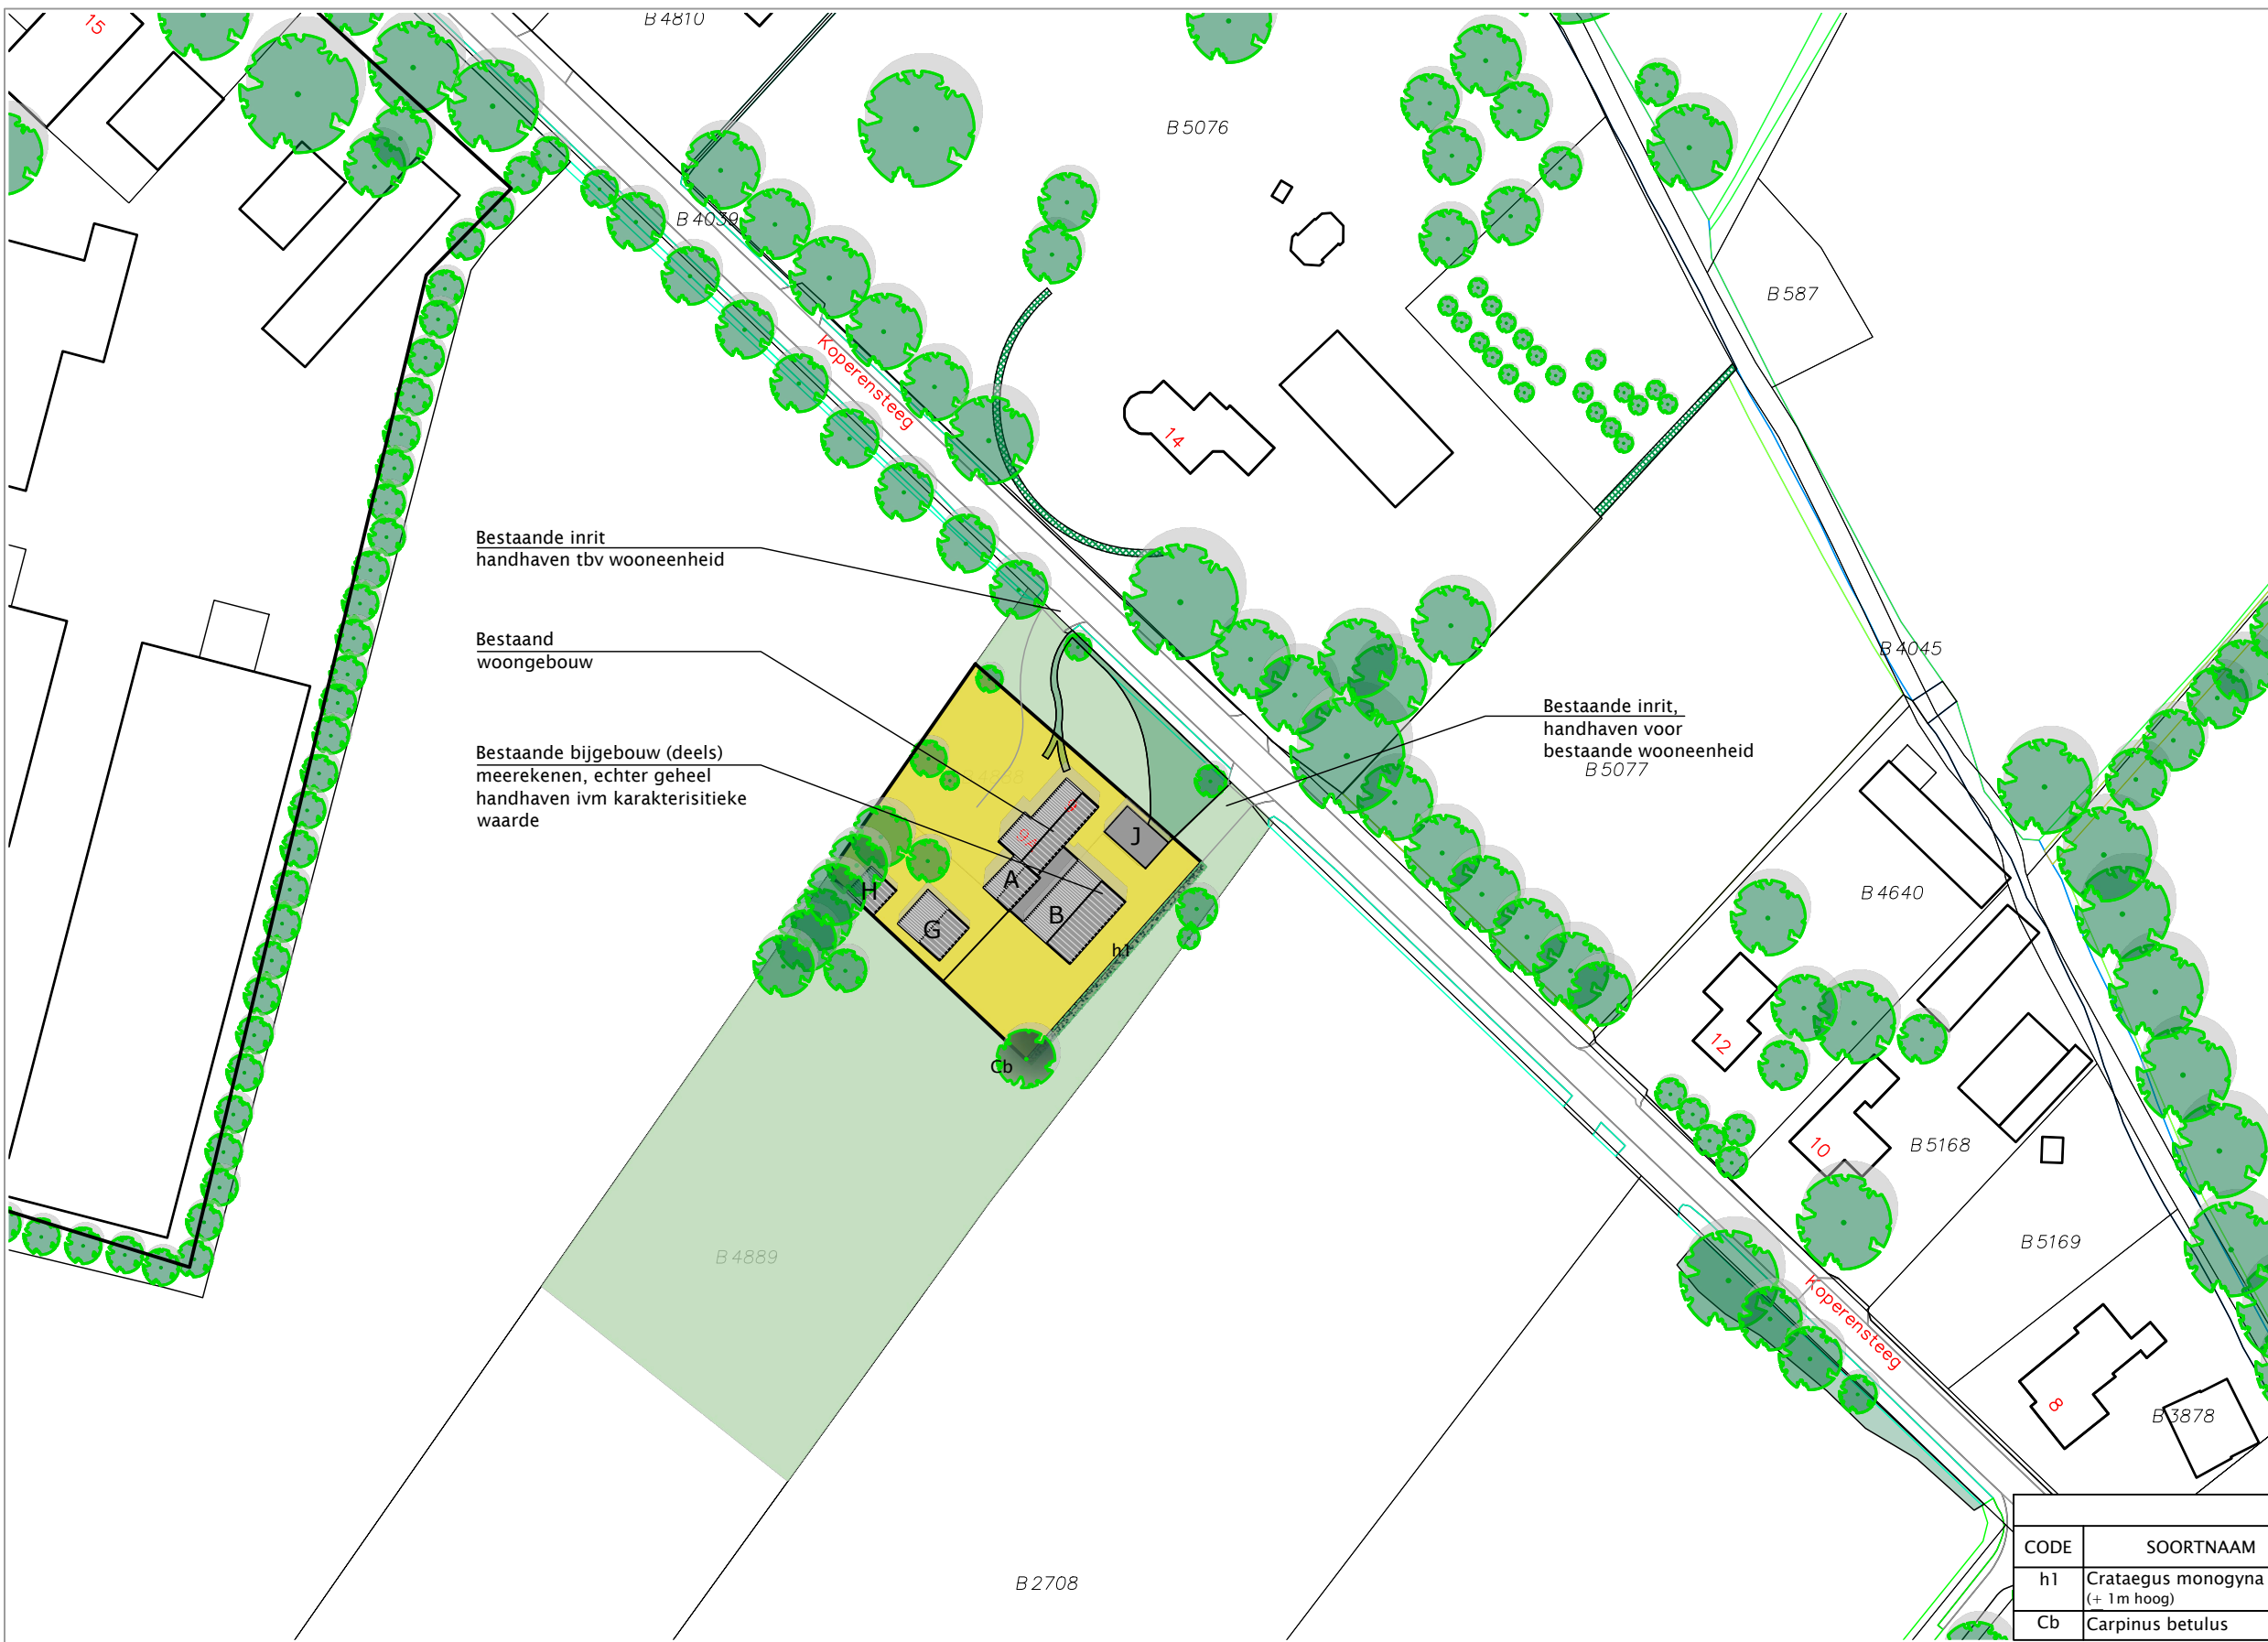 15
B 4810
B 5076
B 4039
B 587
Koperensteeg
14
Bestaande inrit
handhaven tbv wooneenheid
Bestaand
woongebouw
B 4045
Bestaande inrit,
handhaven voor
bestaande wooneenheid
B 5077
Bestaande bijgebouw (deels)
meerekenen, echter geheel
handhaven ivm karakterisitieke
waarde
J
A
H
B
G
h1
B 4640
12
Cb
10
B 5168
B 5169
B 4889
Koperensteeg
8
B 3878
B 2708
CODE
SOORTNAAM
h1
Crataegus monogyna
(+ 1m hoog)
Cb
Carpinus betulus